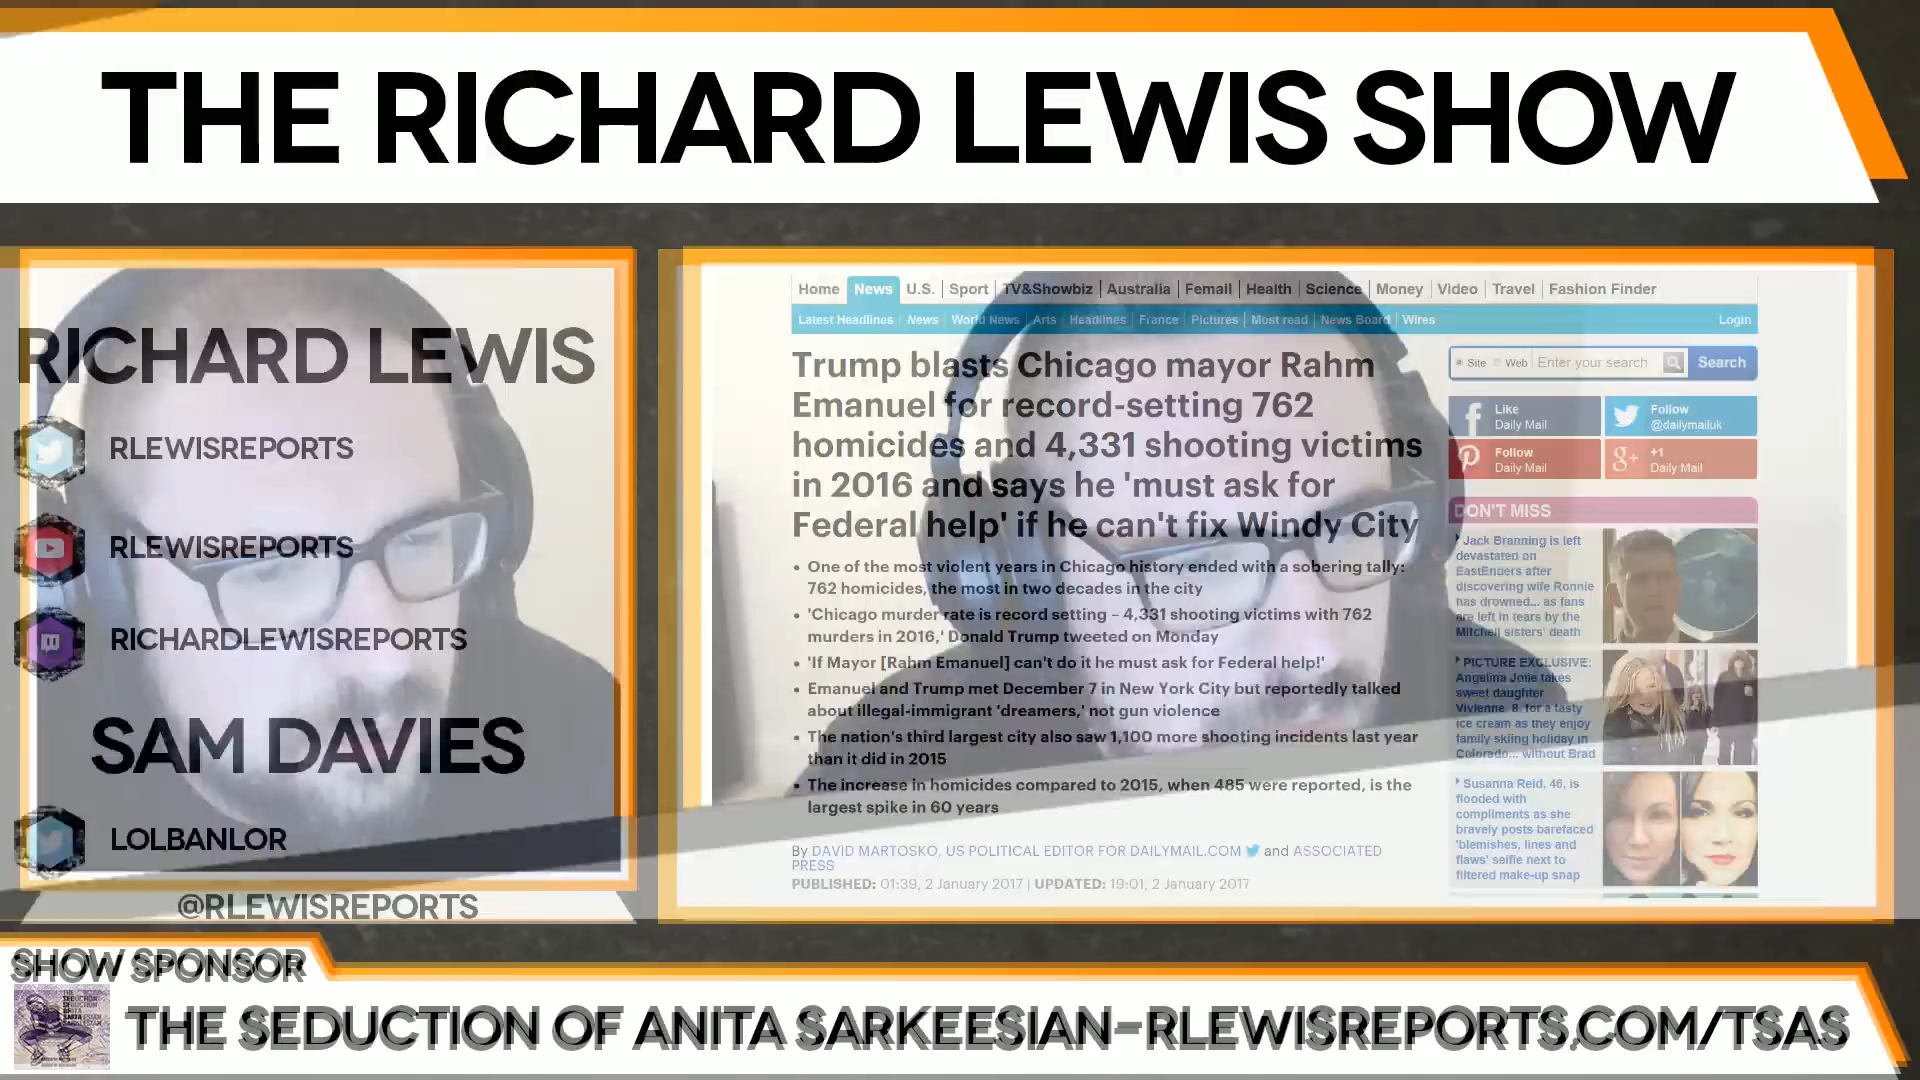 THE RICHARD LEWIS SHOW
RICHARD LEWIS
RLEWISREPORTS
RLEWISREPORTS
RICHARDLEWISREPORTS
SAM DAVIES
LOLBANLOR
@RLEWISREPORTS
Home News U.S. Sport TV&Showbiz Australia Femail Health Science Money Video Travel Fashion Finder
Latest Headlines News World News Arts Headlines France Pictures Most read News Board Wires Login
Trump blasts Chicago mayor Rahm
Emanuel for record-setting 762
homicides and 4,331 shooting victims
in 2016 and says he 'must ask for
Federal help' if he can't fix Windy City
• One of the most violent years in Chicago history ended with a sobering tally:
762 homicides, the most in two decades in the city
• 'Chicago murder rate is record setting – 4,331 shooting victims with 762
murders in 2016,' Donald Trump tweeted on Monday
• 'If Mayor [Rahm Emanuel] can't do it he must ask for Federal help!'
• Emanuel and Trump met December 7 in New York City but reportedly talked
about illegal-immigrant 'dreamers,' not gun violence
• The nation's third largest city also saw 1,100 more shooting incidents last year
than it did in 2015
• The increase in homicides compared to 2015, when 485 were reported, is the
largest spike in 60 years
By DAVID MARTOSKO, US POLITICAL EDITOR FOR DAILYMAIL.COM and ASSOCIATED
PRESS
PUBLISHED: 01:39, 2 January 2017 | UPDATED: 19:01, 2 January 2017
Site Web Enter your search Search
Like
Daily Mail
Follow
@dailymailuk
Follow
Daily Mail
+1
Daily Mail
DON'T MISS
Jack Branning is left
devastated on
EastEnders after
discovering wife Ronnie
has drowned... as fans
are left in tears by the
Mitchell sisters' death
PICTURE EXCLUSIVE:
Angelina Jolie takes
sweet daughter
Vivienne, 8, for a tasty
ice cream as they enjoy
family skiing holiday in
Colorado... without Brad
Susanna Reid, 46, is
flooded with
compliments as she
bravely posts barefaced
'blemishes, lines and
flaws' selfie next to
filtered make-up snap
SHOW SPONSOR
THE SEDUCTION OF ANITA SARKEESIAN-RLEWISREPORTS.COM/TSAS